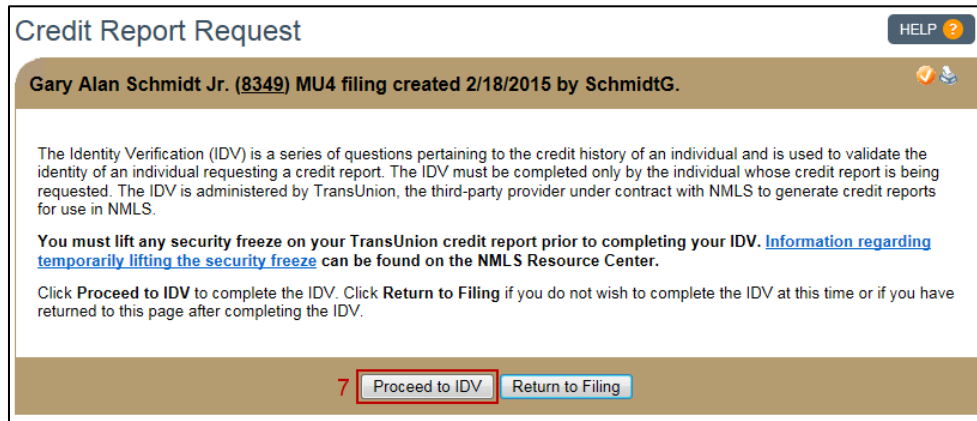 Credit Report Request
HELP ?
Gary Alan Schmidt Jr. (8349) MU4 filing created 2/18/2015 by SchmidtG.
The Identity Verification (IDV) is a series of questions pertaining to the credit history of an individual and is used to validate the
identity of an individual requesting a credit report. The IDV must be completed only by the individual whose credit report is being
requested. The IDV is administered by TransUnion, the third-party provider under contract with NMLS to generate credit reports
for use in NMLS.
You must lift any security freeze on your TransUnion credit report prior to completing your IDV. Information regarding
temporarily lifting the security freeze can be found on the NMLS Resource Center.
Click Proceed to IDV to complete the IDV. Click Return to Filing if you do not wish to complete the IDV at this time or if you have
returned to this page after completing the IDV.
7 Proceed to IDV Return to Filing